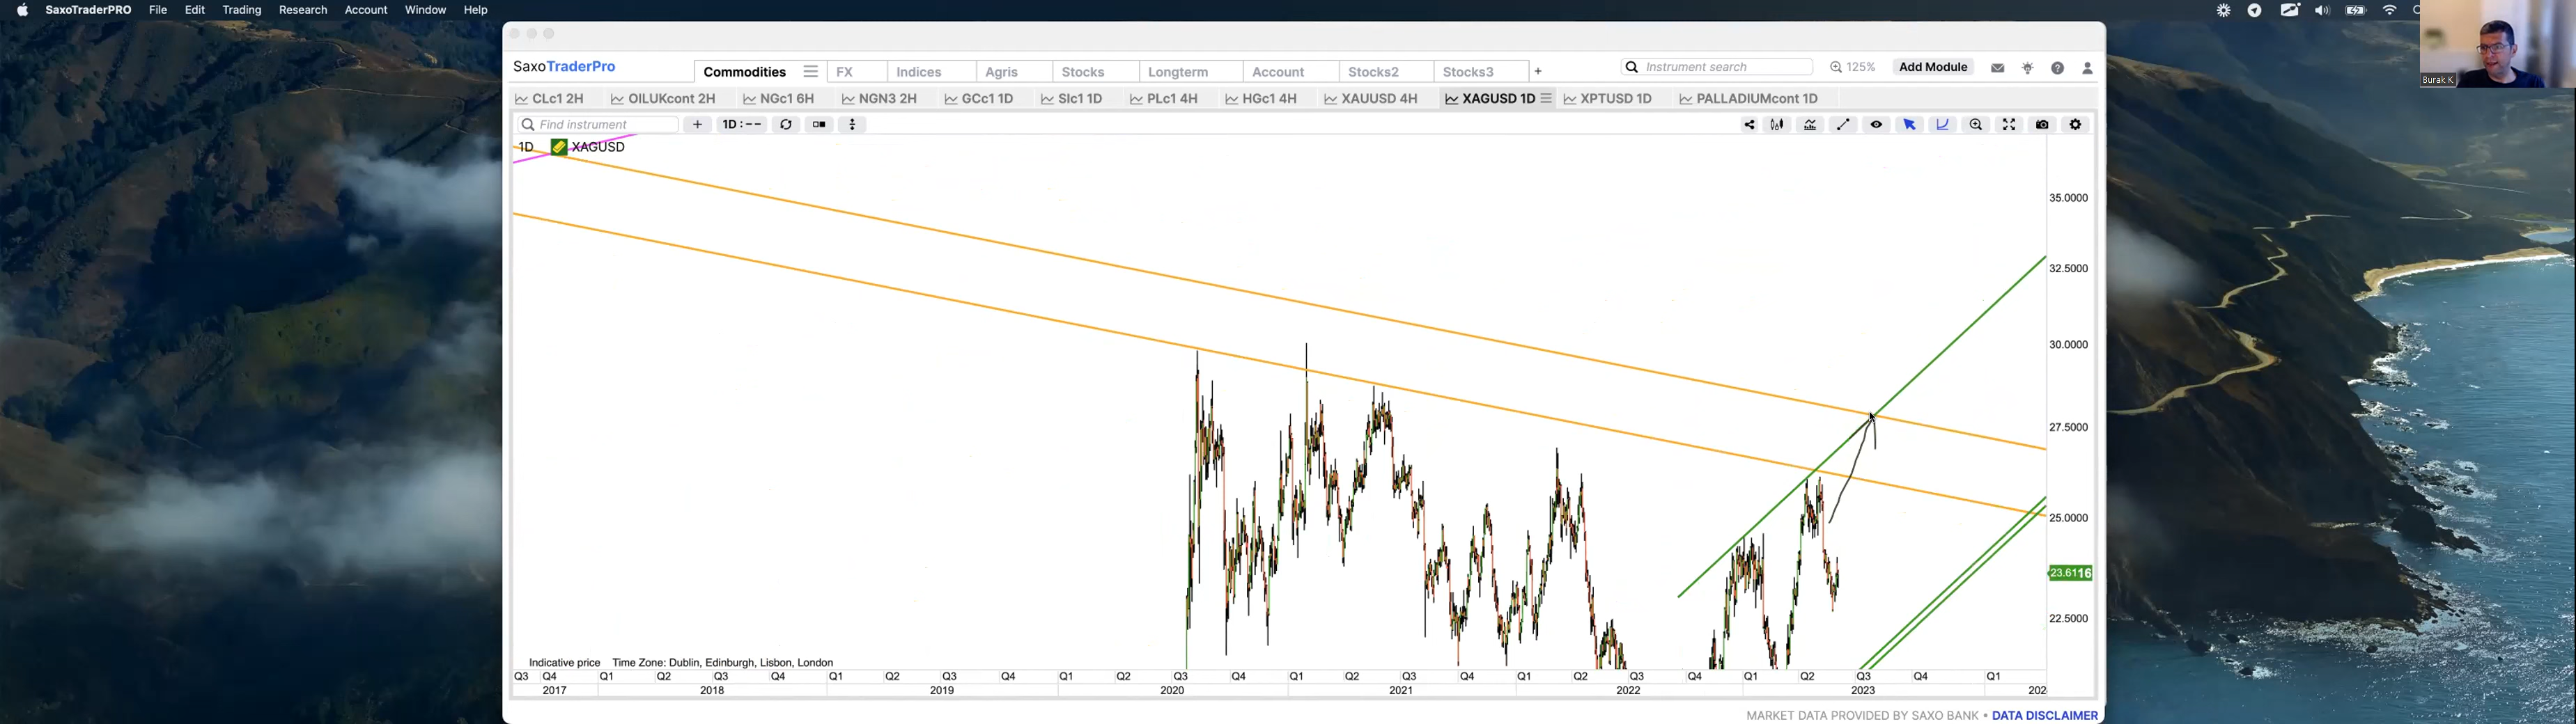 SaxoTraderPRO File Edit Trading Research Account Window Help
Burak K
SaxoTraderPro Commodities FX Indices Agris Stocks Longterm Account Stocks2 Stocks3 + Instrument search 125% Add Module
CLc1 2H OILUKcont 2H NGc1 6H NGN3 2H GCc1 1D SIc1 1D PLc1 4H HGc1 4H XAUUSD 4H XAGUSD 1D XPTUSD 1D PALLADIUMcont 1D
Find instrument + 1D : --
1D XAGUSD
35.0000
32.5000
30.0000
27.5000
25.0000
23.6116
22.5000
Indicative price Time Zone: Dublin, Edinburgh, Lisbon, London
Q3 Q4 Q1 Q2 Q3 Q4 Q1 Q2 Q3 Q4 Q1 Q2 Q3 Q4 Q1 Q2 Q3 Q4 Q1 Q2 Q3 Q4 Q1 Q2 Q3 Q4 Q1
2017 2018 2019 2020 2021 2022 2023 202
MARKET DATA PROVIDED BY SAXO BANK • DATA DISCLAIMER